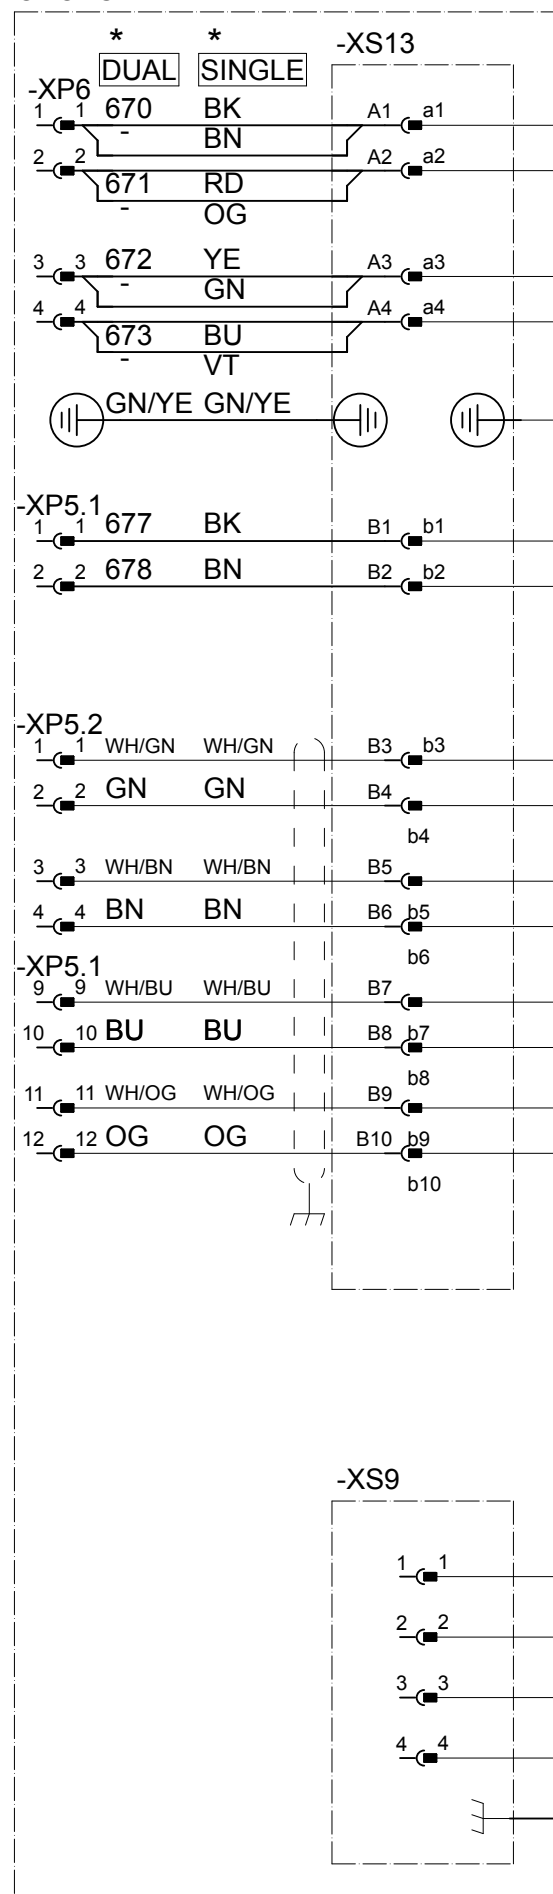 * *
DUAL SINGLE -XS13
-XP6
1 1 670 BK A1 a1
- BN
2 2 A2 a2
671 RD
- OG
3 3 672 YE A3 a3
- GN
4 4 A4 a4
673 BU
- VT
GN/YE GN/YE
-XP5.1
1 1 677 BK B1 b1
2 2 678 BN B2 b2
-XP5.2
1 1 WH/GN WH/GN B3 b3
2 2 GN GN B4
b4
3 3 WH/BN WH/BN B5
4 4 BN BN B6 b5
b6
-XP5.1
9 9 WH/BU WH/BU B7
10 10 BU BU B8 b7
b8
11 11 WH/OG WH/OG B9
12 12 OG OG B10 b9
b10
-XS9
1 1
2 2
3 3
4 4